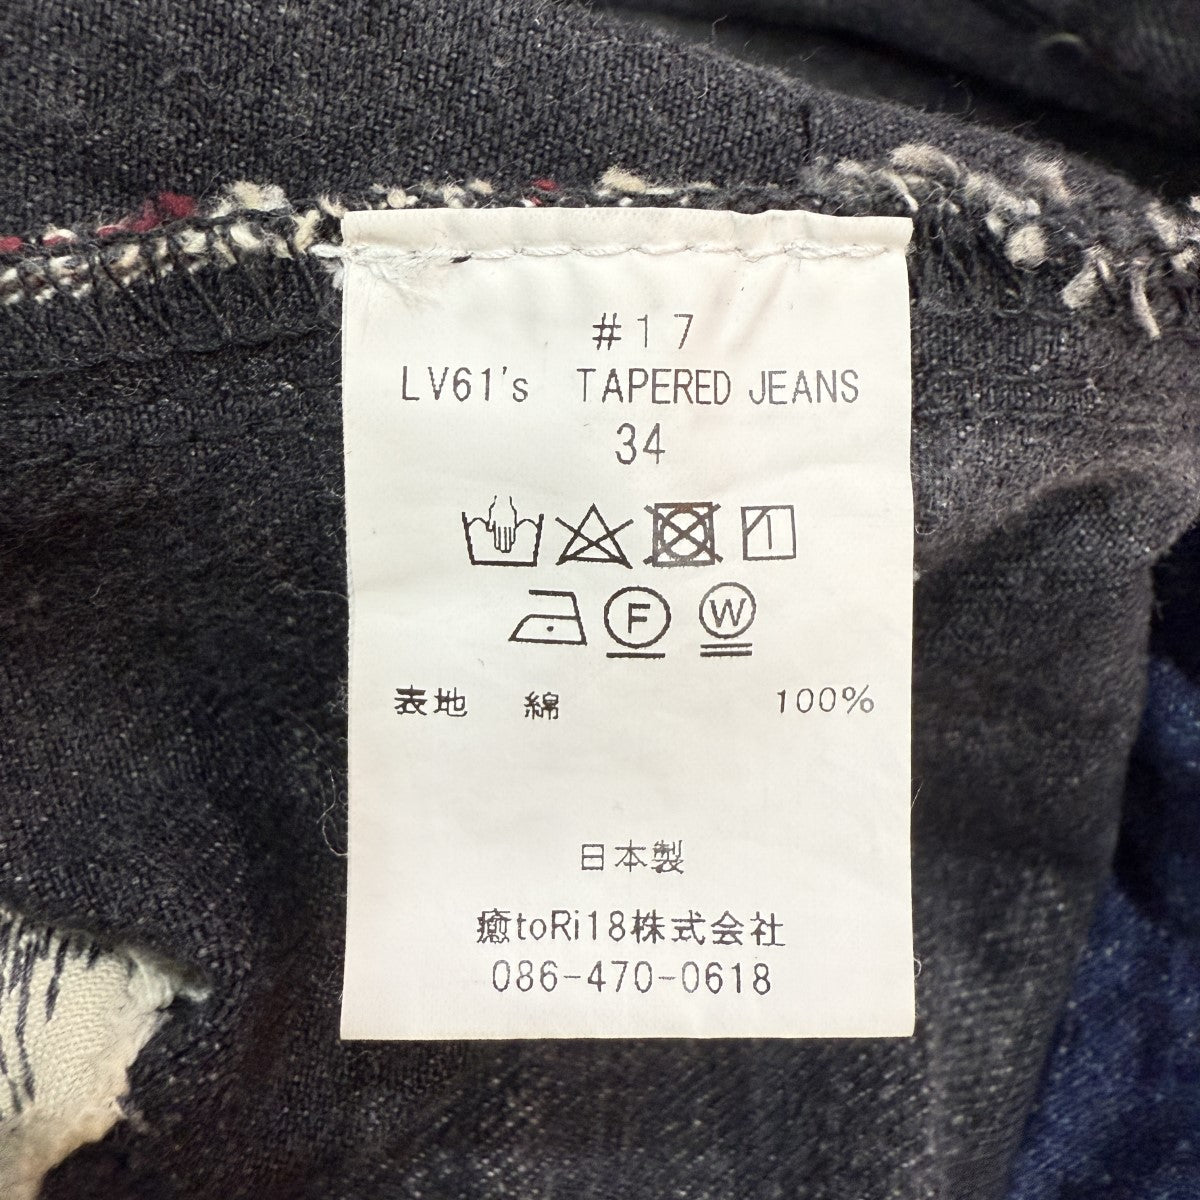 #17
LV61's TAPERED JEANS
34
F W
表地 綿 100%
日本製
癒toRi18株式会社
086-470-0618